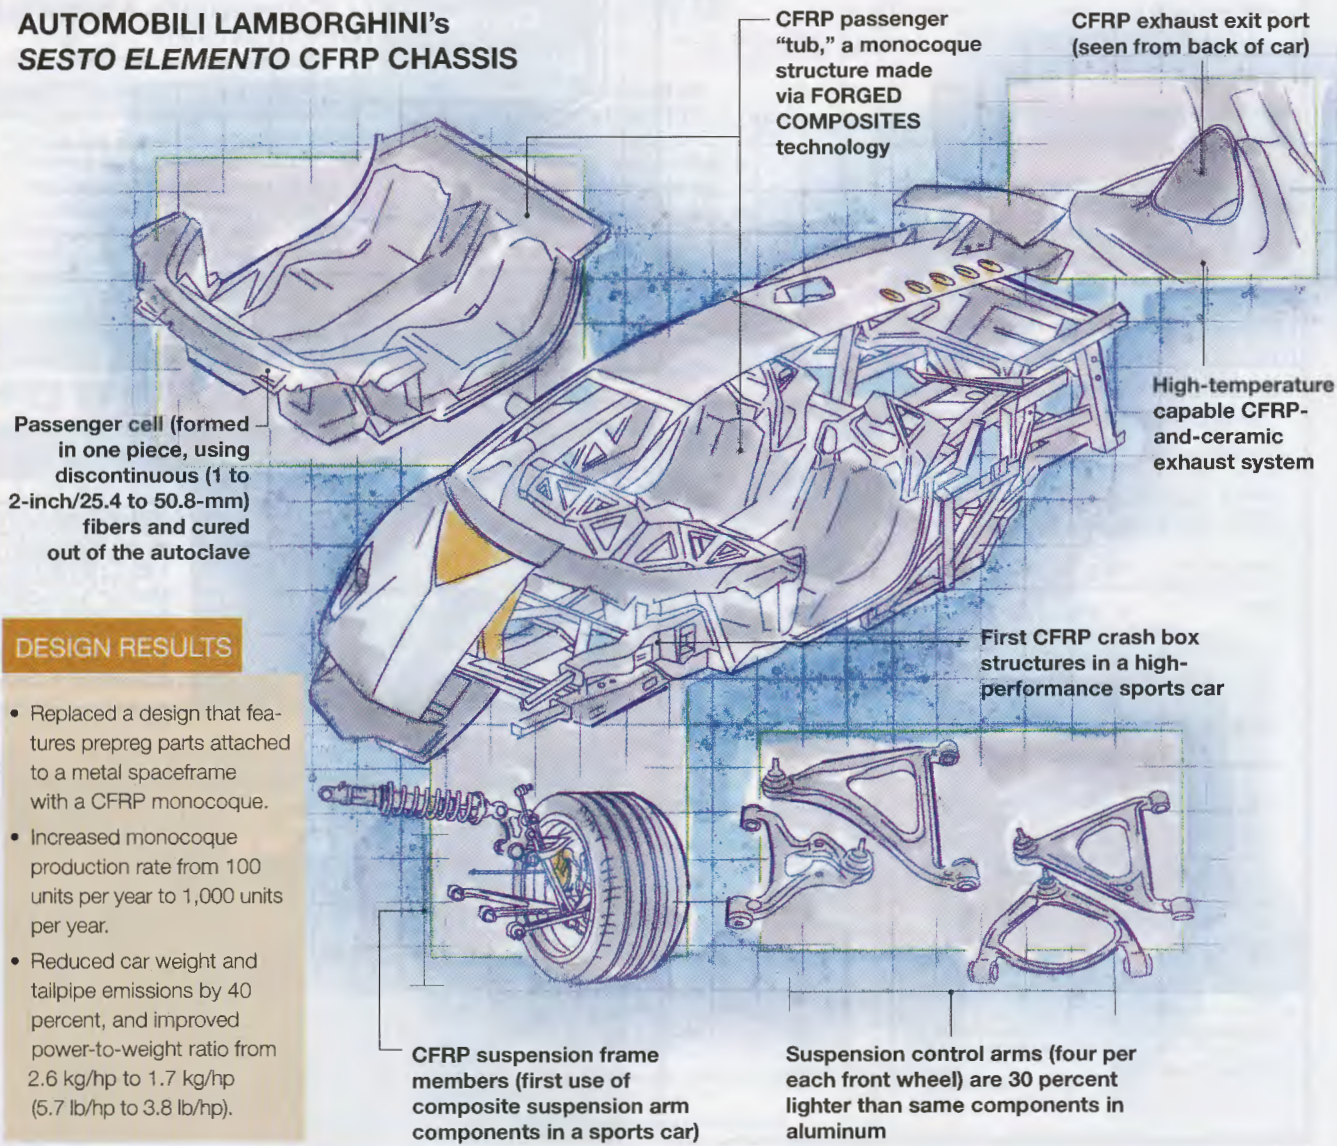 AUTOMOBILI LAMBORGHINI's
SESTO ELEMENTO CFRP CHASSIS
CFRP passenger
“tub,” a monocoque
structure made
via FORGED
COMPOSITES
technology
CFRP exhaust exit port
(seen from back of car)
High-temperature
capable CFRP-
and-ceramic
exhaust system
Passenger cell (formed
in one piece, using
discontinuous (1 to
2-inch/25.4 to 50.8-mm)
fibers and cured
out of the autoclave
DESIGN RESULTS
• Replaced a design that fea-
tures prepreg parts attached
to a metal spaceframe
with a CFRP monocoque.
• Increased monocoque
production rate from 100
units per year to 1,000 units
per year.
• Reduced car weight and
tailpipe emissions by 40
percent, and improved
power-to-weight ratio from
2.6 kg/hp to 1.7 kg/hp
(5.7 lb/hp to 3.8 lb/hp).
First CFRP crash box
structures in a high-
performance sports car
CFRP suspension frame
members (first use of
composite suspension arm
components in a sports car)
Suspension control arms (four per
each front wheel) are 30 percent
lighter than same components in
aluminum